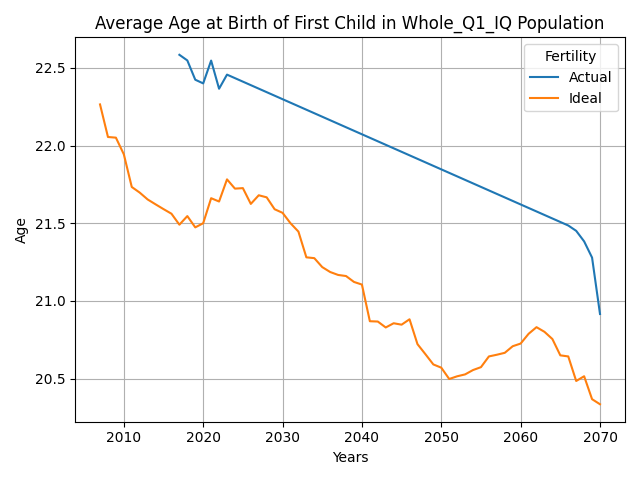 Average Age at Birth of First Child in Whole_Q1_IQ Population
Fertility
Actual
Ideal
22.5
22.0
21.5
21.0
20.5
Age
2010 2020 2030 2040 2050 2060 2070
Years